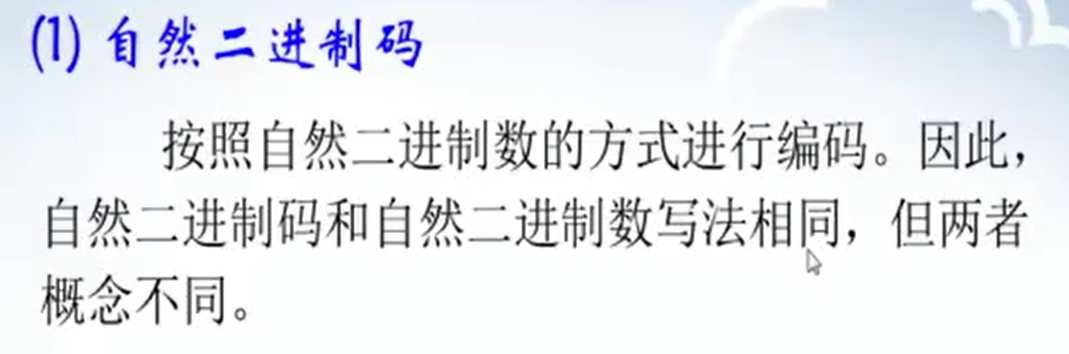 (1) 自然二进制码
按照自然二进制数的方式进行编码。因此，
自然二进制码和自然二进制数写法相同，但两者
概念不同。